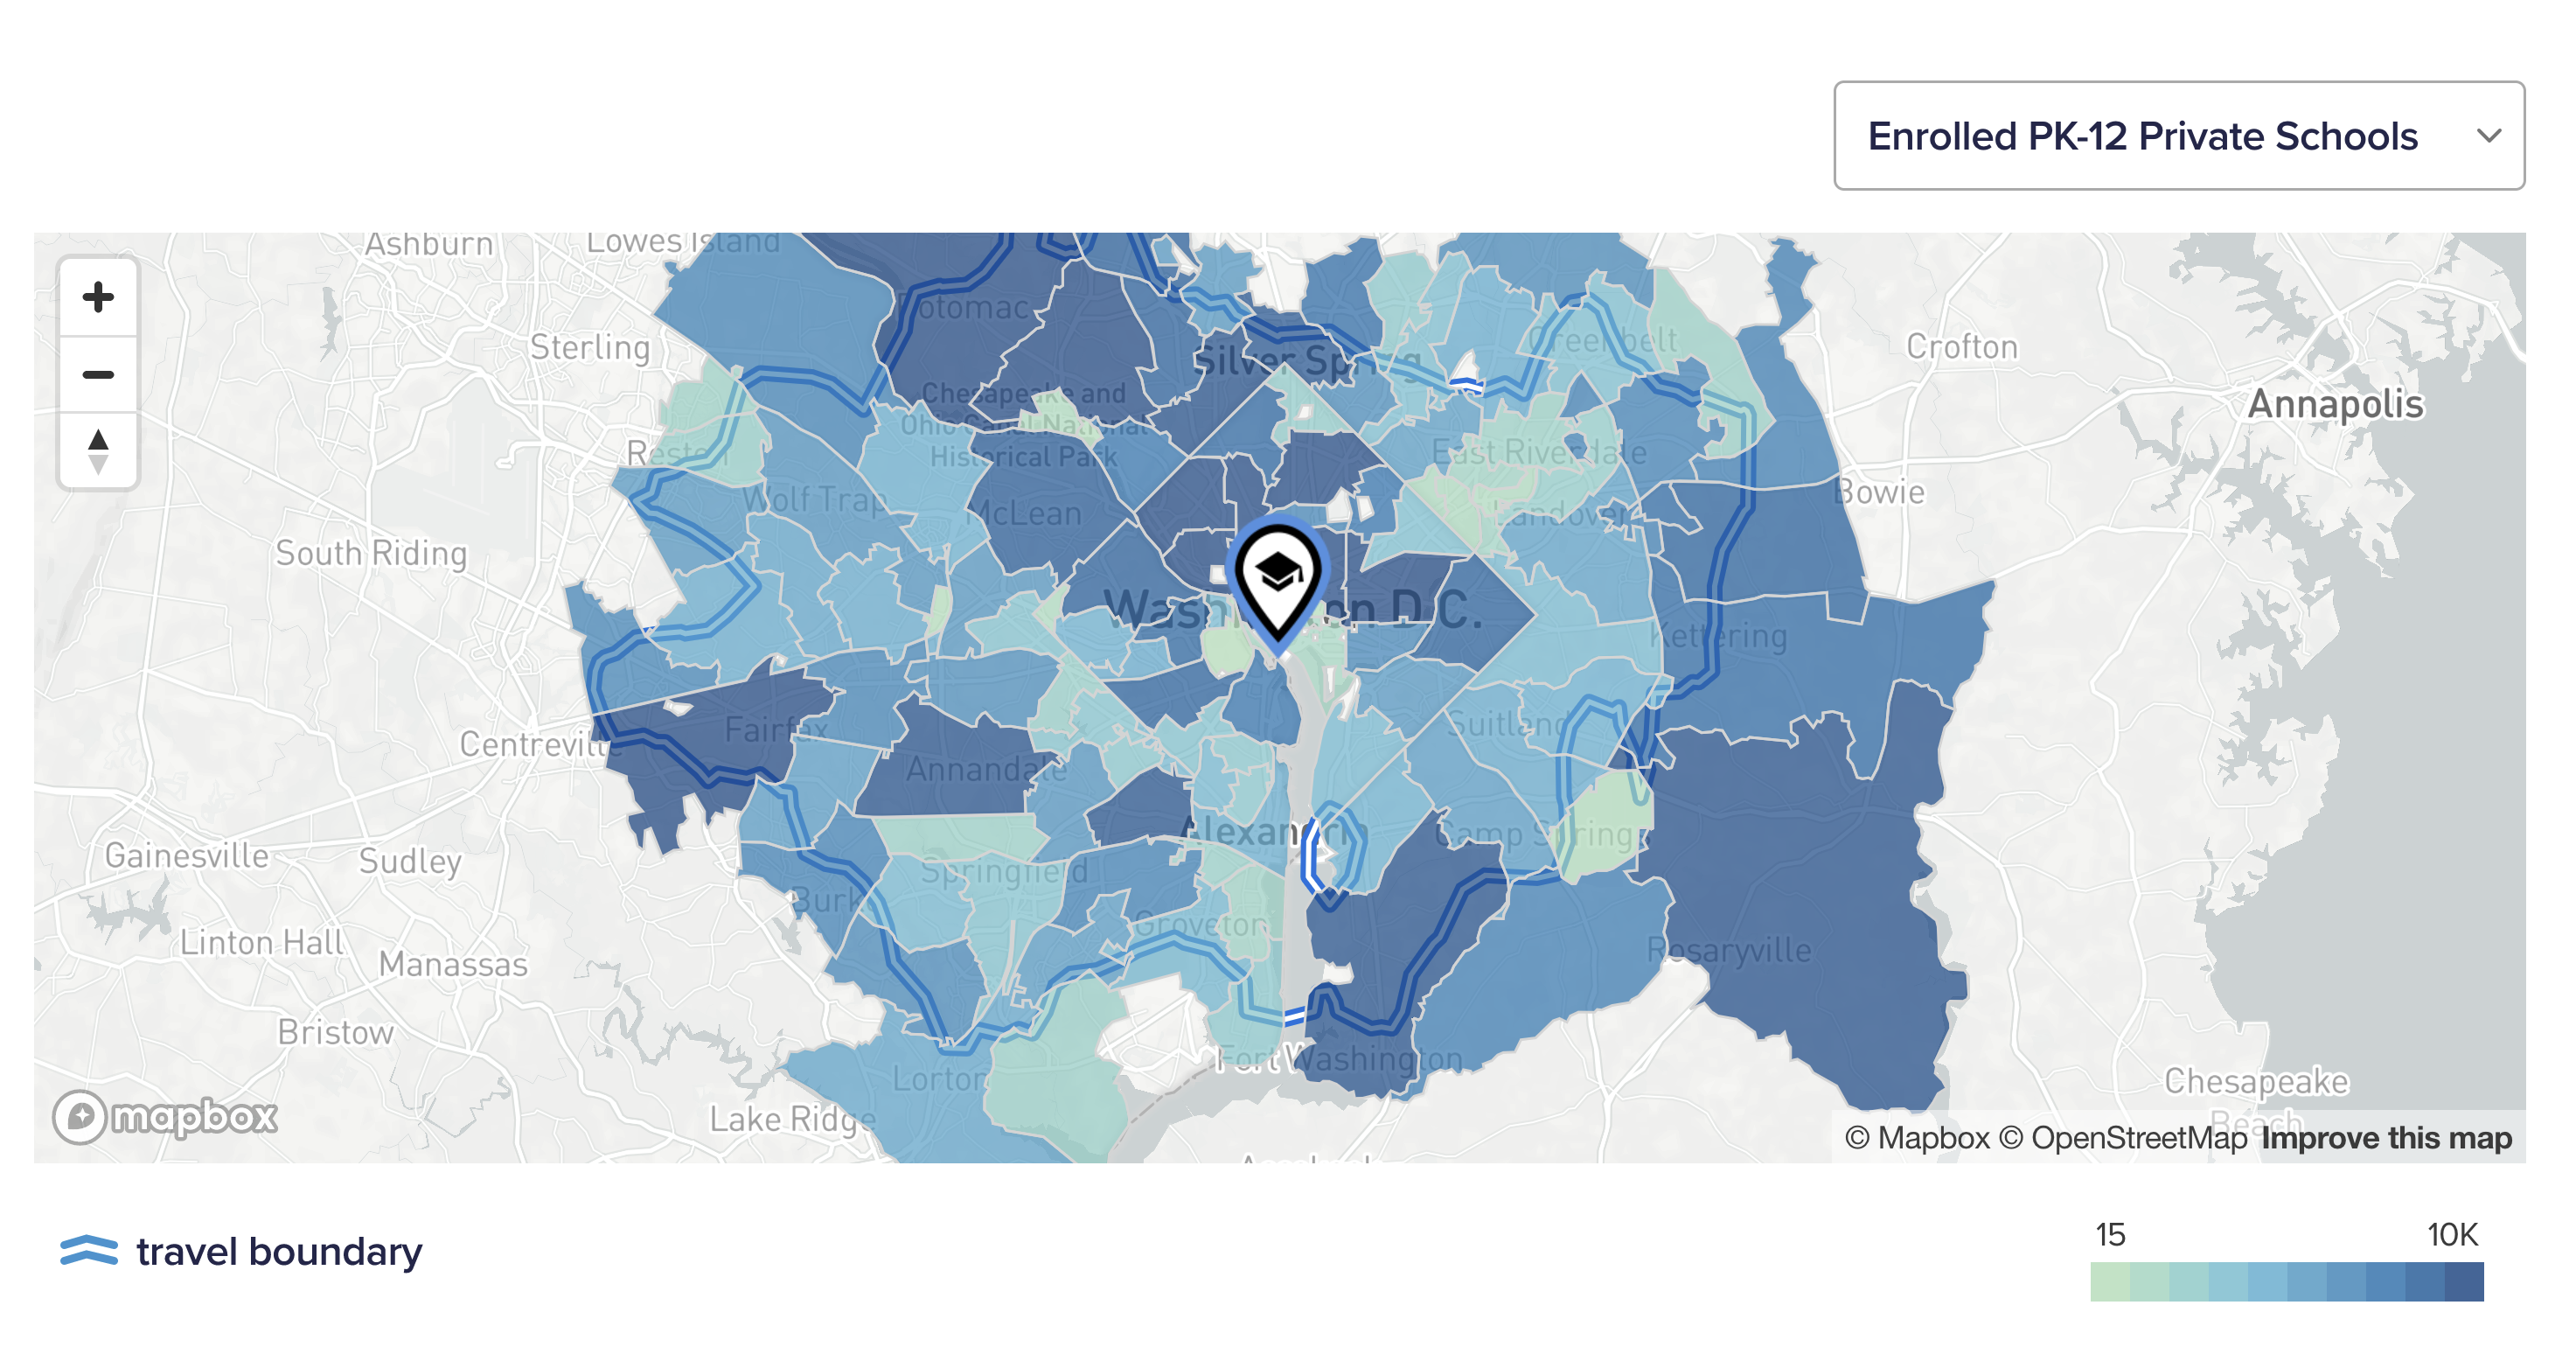 Enrolled PK-12 Private Schools
Ashburn
Lowes Island
Potomac
Sterling
Silver Spring
Greenbelt
Crofton
Chesapeake and
Ohio Canal National
Historical Park
Annapolis
Reston
East Riverdale
Wolf Trap
McLean
Landover
Bowie
South Riding
Washington D.C.
Kettering
Fairfax
Suitland
Centreville
Annandale
Alexandria
Camp Springs
Gainesville
Sudley
Springfield
Burke
Groveton
Linton Hall
Manassas
Rosaryville
Bristow
Fort Washington
Lorton
Chesapeake
Beach
Lake Ridge
mapbox
© Mapbox © OpenStreetMap Improve this map
travel boundary
15
10K